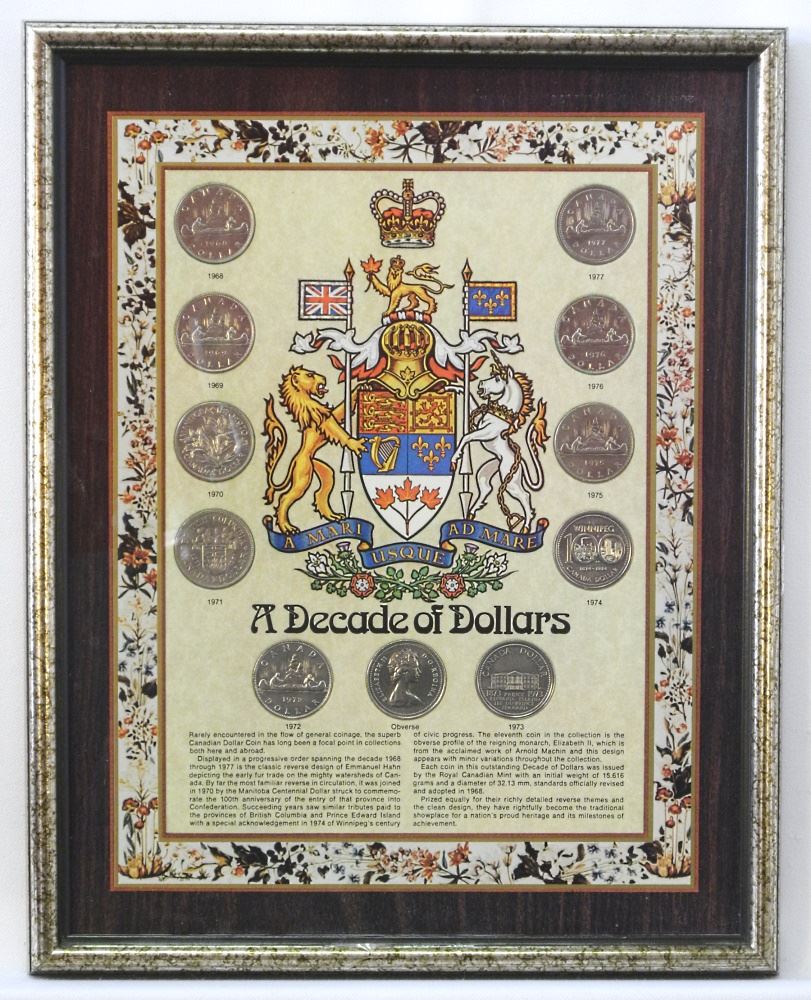 CANADA
1968
DOLLAR
1968
CANADA
1977
DOLLAR
1977
CANADA
1969
DOLLAR
1969
CANADA
1976
DOLLAR
1976
1970
CANADA
1975
DOLLAR
1975
1971
WINNIPEG
100
1874-1974
CANADA DOLLAR
1974
A MARI
USQUE
AD MARE
A Decade of Dollars
CANADA
1972
DOLLAR
1972
ELIZABETH II
D·G·REGINA
Obverse
CANADA DOLLAR
1873 1973
1973
Rarely encountered in the flow of general coinage, the superb
Canadian Dollar Coin has long been a focal point in collections
both here and abroad.
Displayed in a progressive order spanning the decade 1968
through 1977 is the classic reverse design of Emmanuel Hahn
depicting the early fur trade on the mighty watersheds of Can-
ada. By far the most familiar reverse in circulation, it was joined
in 1970 by the Manitoba Centennial Dollar struck to commemo-
rate the 100th anniversary of the entry of that province into
Confederation. Succeeding years saw similar tributes paid to
the provinces of British Columbia and Prince Edward Island
with a special acknowledgement in 1974 of Winnipeg's century
of civic progress. The eleventh coin in the collection is the
obverse profile of the reigning monarch, Elizabeth II, which is
from the acclaimed work of Arnold Machin and this design
appears with minor variations throughout the collection.
Each coin in this outstanding Decade of Dollars was issued
by the Royal Canadian Mint with an initial weight of 15.616
grams and a diameter of 32.13 mm, standards officially revised
and adopted in 1968.
Prized equally for their richly detailed reverse themes and
the clean design, they have rightfully become the traditional
showplace for a nation's proud heritage and its milestones of
achievement.